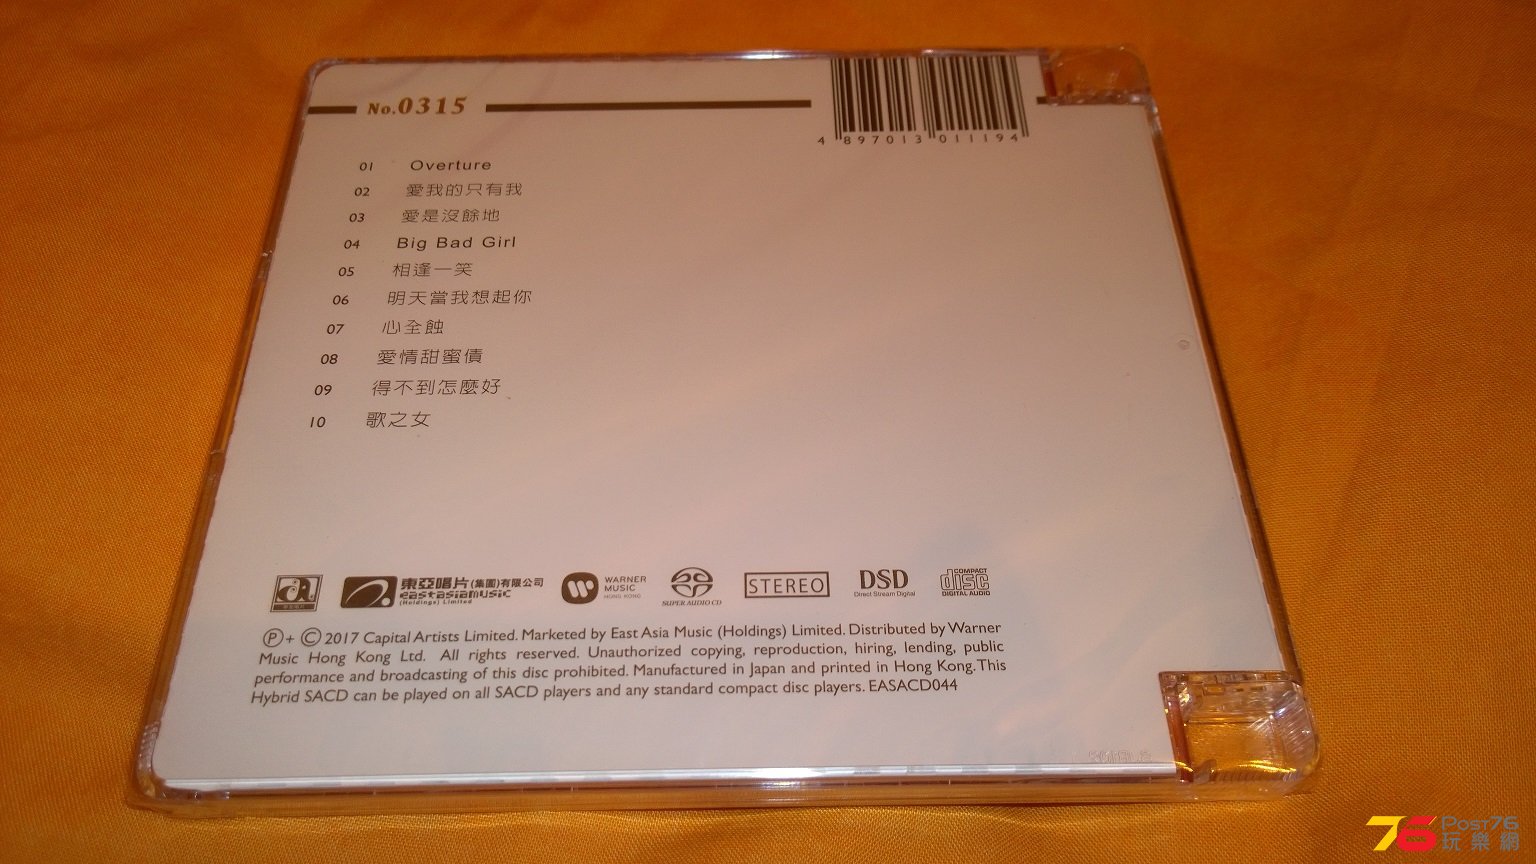 No.0315
4 897013 011194
01 Overture
02 愛我的只有我
03 愛是沒餘地
04 Big Bad Girl
05 相逢一笑
06 明天當我想起你
07 心全蝕
08 愛情甜蜜債
09 得不到怎麼好
10 歌之女
東亞唱片(集團)有限公司
eastasiamusic
(Holdings) Limited
WARNER
MUSIC
HONG KONG
SUPER AUDIO CD
STEREO
DSD
Direct Stream Digital
COMPACT
disc
DIGITAL AUDIO
Ⓟ + Ⓒ 2017 Capital Artists Limited. Marketed by East Asia Music (Holdings) Limited. Distributed by Warner
Music Hong Kong Ltd. All rights reserved. Unauthorized copying, reproduction, hiring, lending, public
performance and broadcasting of this disc prohibited. Manufactured in Japan and printed in Hong Kong. This
Hybrid SACD can be played on all SACD players and any standard compact disc players. EASACD044
76 POST76
玩樂網